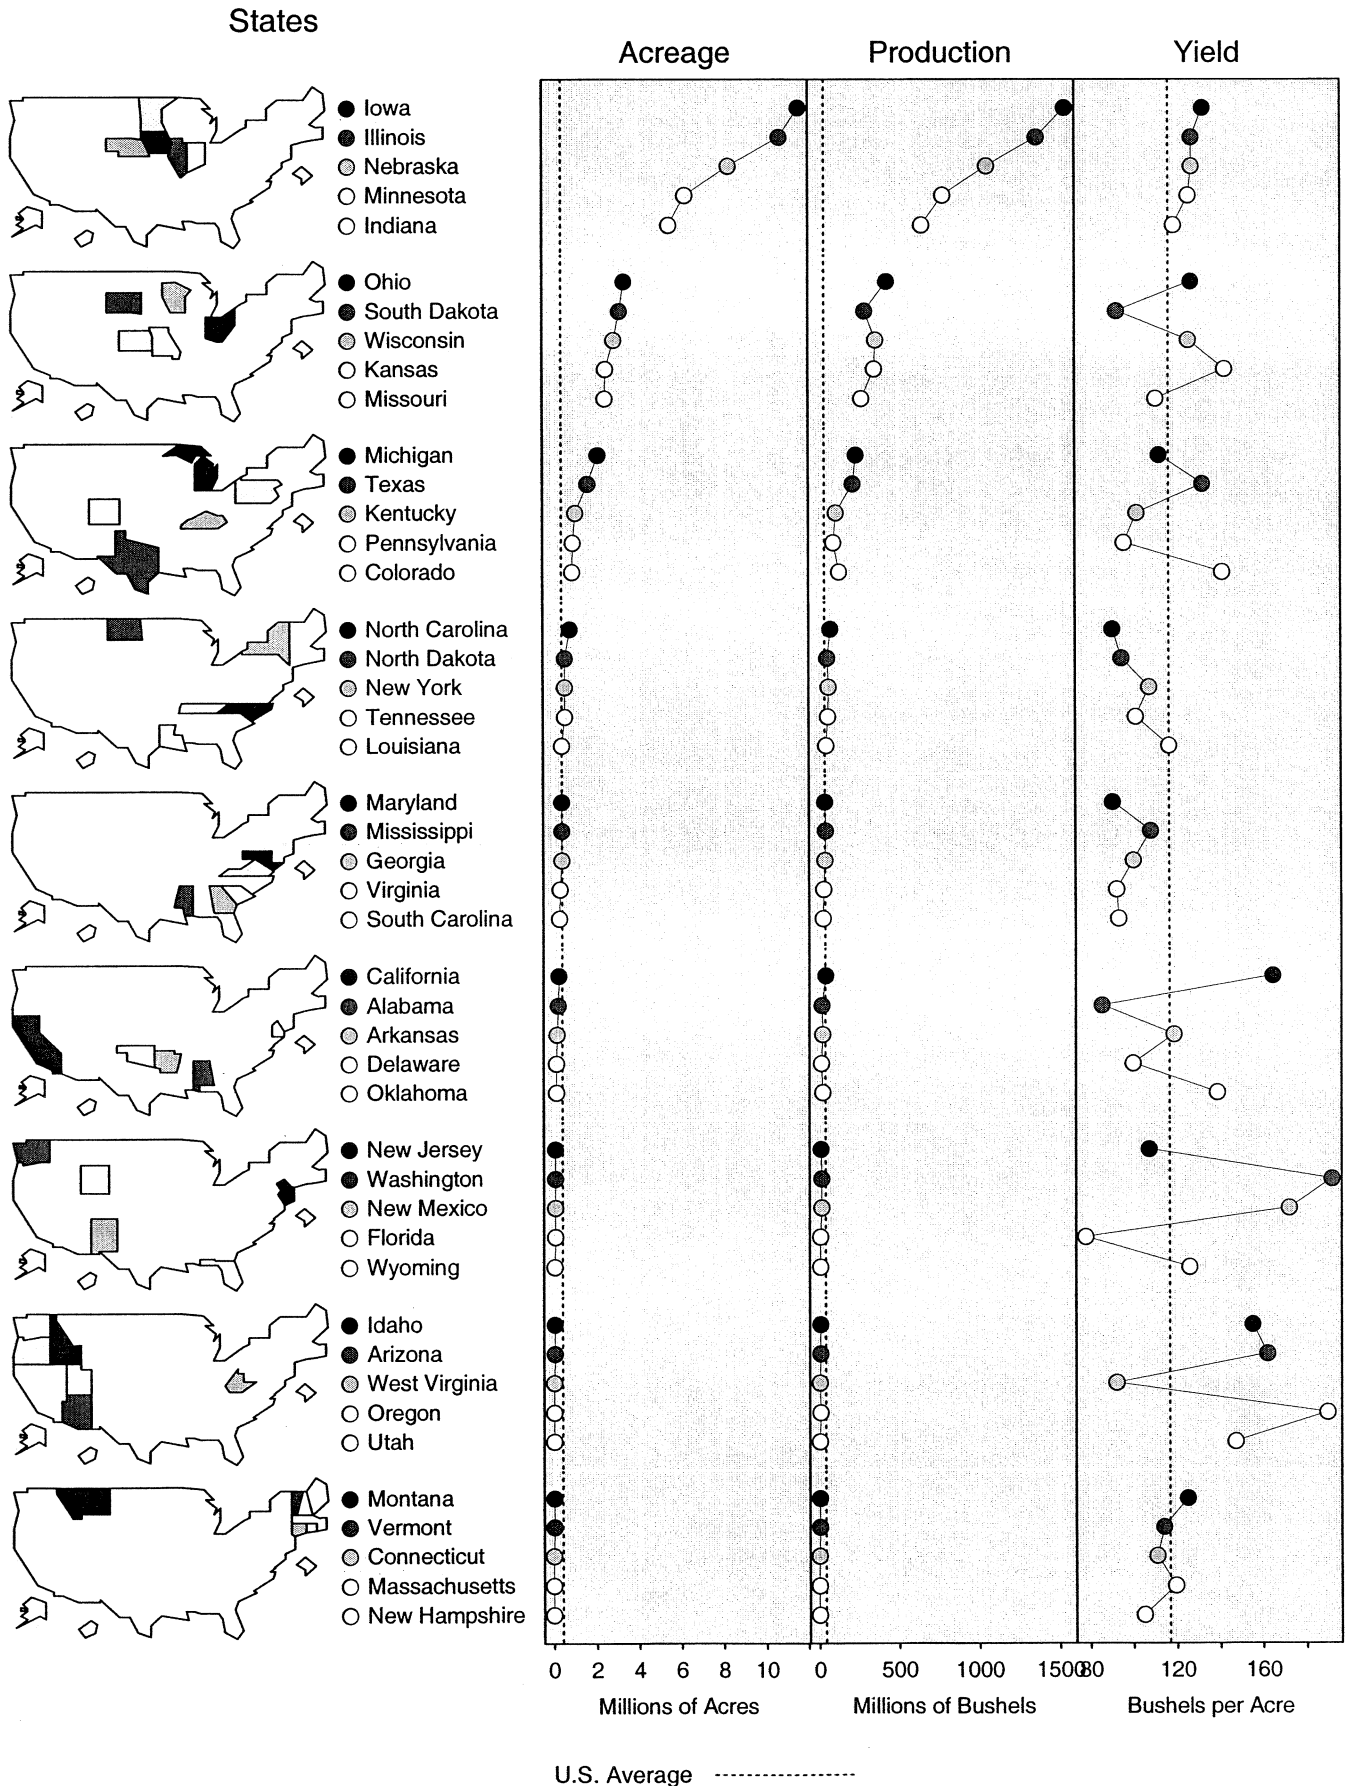 States
Acreage Production Yield
Iowa
Illinois
Nebraska
Minnesota
Indiana
Ohio
South Dakota
Wisconsin
Kansas
Missouri
Michigan
Texas
Kentucky
Pennsylvania
Colorado
North Carolina
North Dakota
New York
Tennessee
Louisiana
Maryland
Mississippi
Georgia
Virginia
South Carolina
California
Alabama
Arkansas
Delaware
Oklahoma
New Jersey
Washington
New Mexico
Florida
Wyoming
Idaho
Arizona
West Virginia
Oregon
Utah
Montana
Vermont
Connecticut
Massachusetts
New Hampshire
0 2 4 6 8 10 0 500 1000 1500 80 120 160
Millions of Acres Millions of Bushels Bushels per Acre
U.S. Average